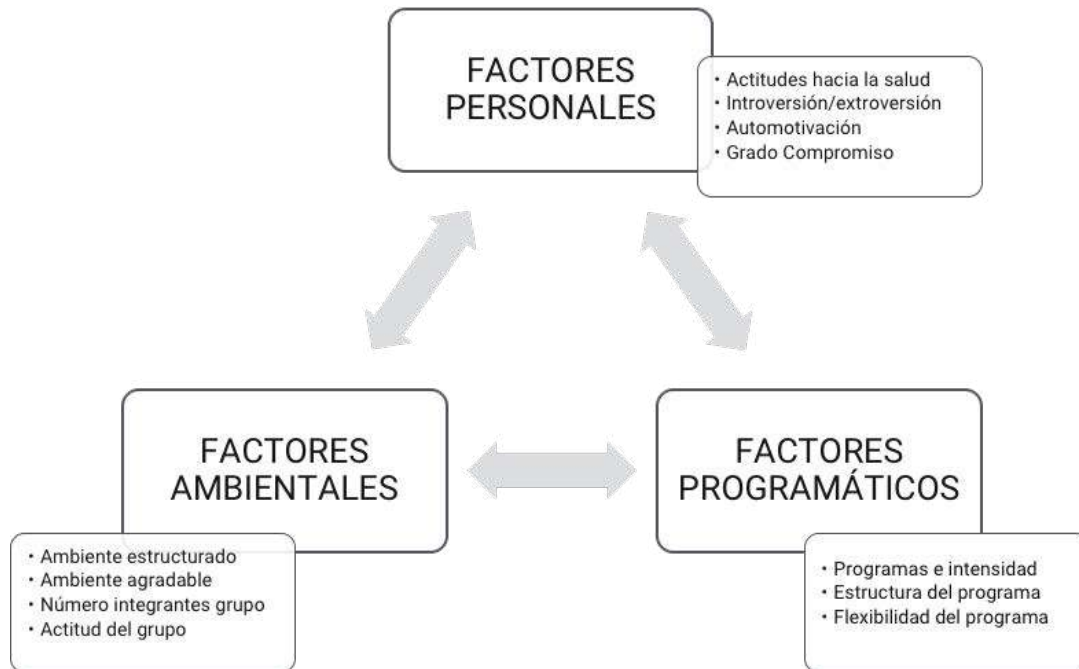 FACTORES
PERSONALES
• Actitudes hacia la salud
• Introversión/extroversión
• Automotivación
• Grado Compromiso
FACTORES
AMBIENTALES
• Ambiente estructurado
• Ambiente agradable
• Número integrantes grupo
• Actitud del grupo
FACTORES
PROGRAMÁTICOS
• Programas e intensidad
• Estructura del programa
• Flexibilidad del programa